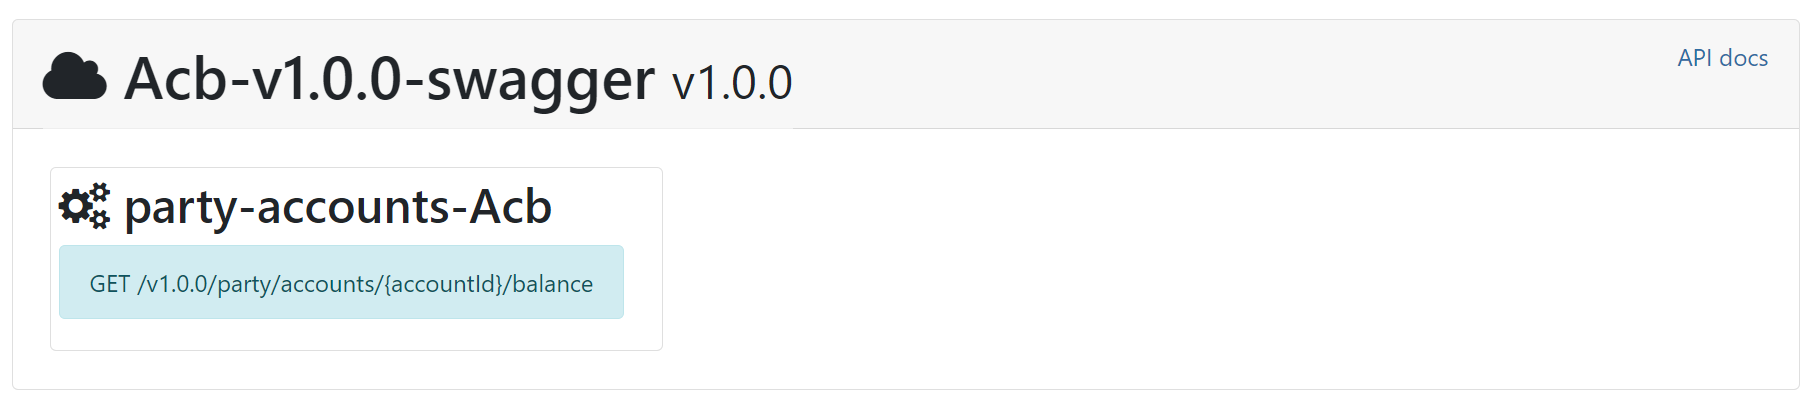 Acb-v1.0.0-swagger v1.0.0
API docs
party-accounts-Acb
GET /v1.0.0/party/accounts/{accountId}/balance